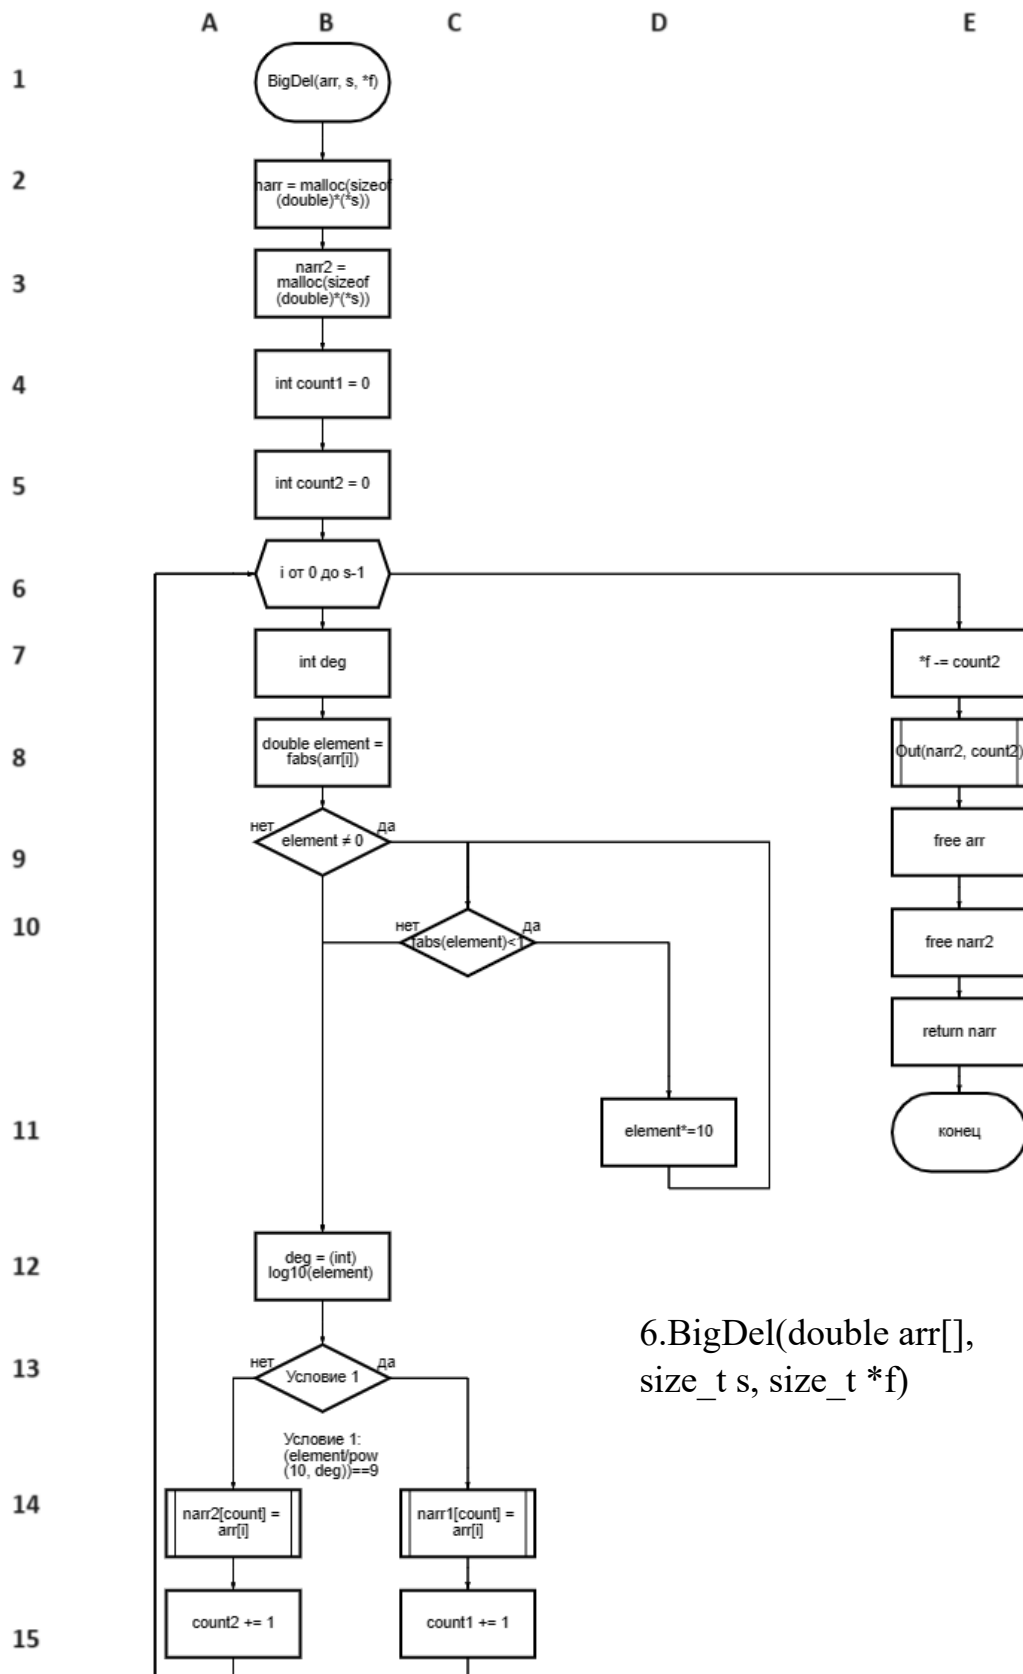 A B C D E
1
BigDel(arr, s, *f)
2
narr = malloc(sizeof
(double)*(*s))
3
narr2 =
malloc(sizeof
(double)*(*s))
4
int count1 = 0
5
int count2 = 0
6
i от 0 до s-1
7
int deg
*f -= count2
8
double element =
fabs(arr[i])
Out(narr2, count2)
9
нет
element ≠ 0
да
free arr
10
нет
fabs(element)<1
да
free narr2
return narr
11
element*=10
конец
12
deg = (int)
log10(element)
6.BigDel(double arr[],
size_t s, size_t *f)
13
нет
Условие 1
да
Условие 1:
(element/pow
(10, deg))==9
14
narr2[count] =
arr[i]
narr1[count] =
arr[i]
15
count2 += 1
count1 += 1